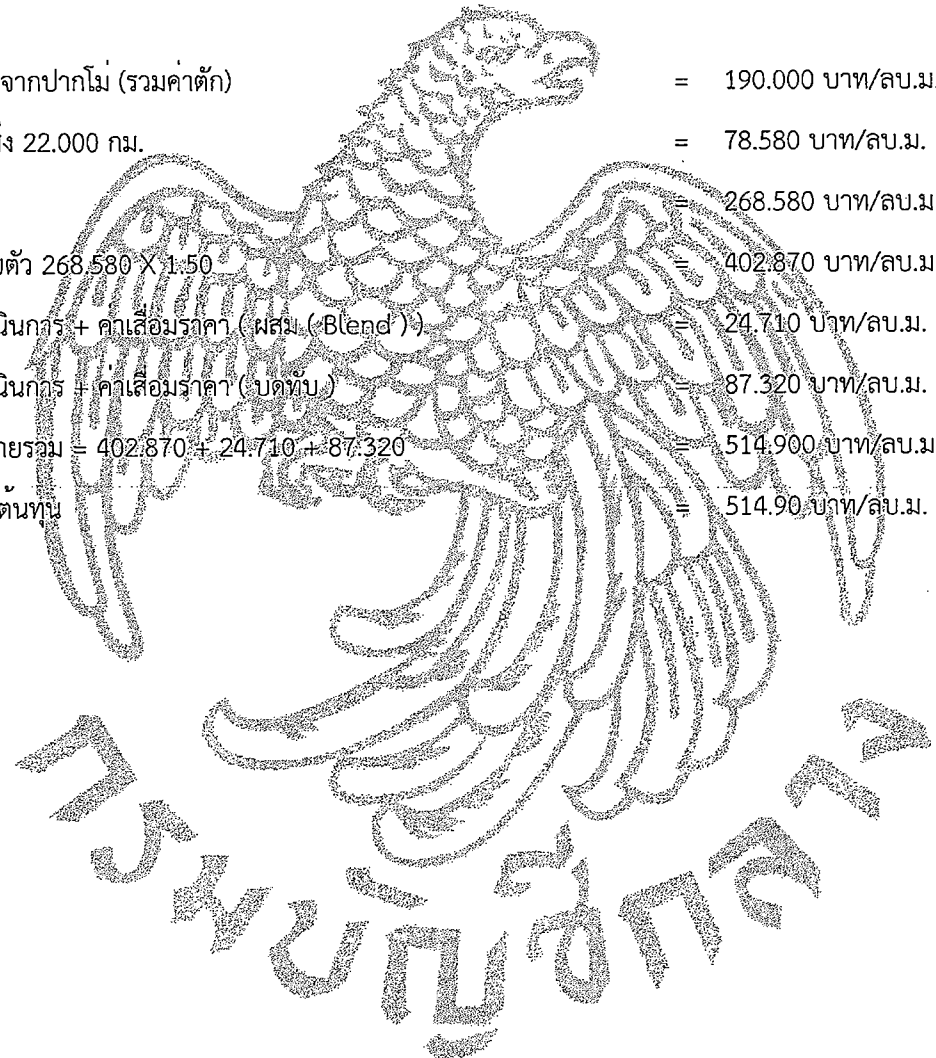 จากปากโม่ (รวมค่าตัก) = 190.000 บาท/ลบ.ม.
22.000 กม. = 78.580 บาท/ลบ.ม.
= 268.580 บาท/ลบ.ม
ตัว 268.580 X 1.50 = 402.870 บาท/ลบ.ม
นินการ + ค่าเสื่อมราคา ( ผสม ( Blend ) ) = 24.710 บาท/ลบ.ม.
นินการ + ค่าเสื่อมราคา ( บดทับ ) = 87.320 บาท/ลบ.ม.
ายรวม = 402.870 + 24.710 + 87.320 = 514.900 บาท/ลบ.ม
ต้นทุน = 514.90 บาท/ลบ.ม.
กรมบัญชีกลาง